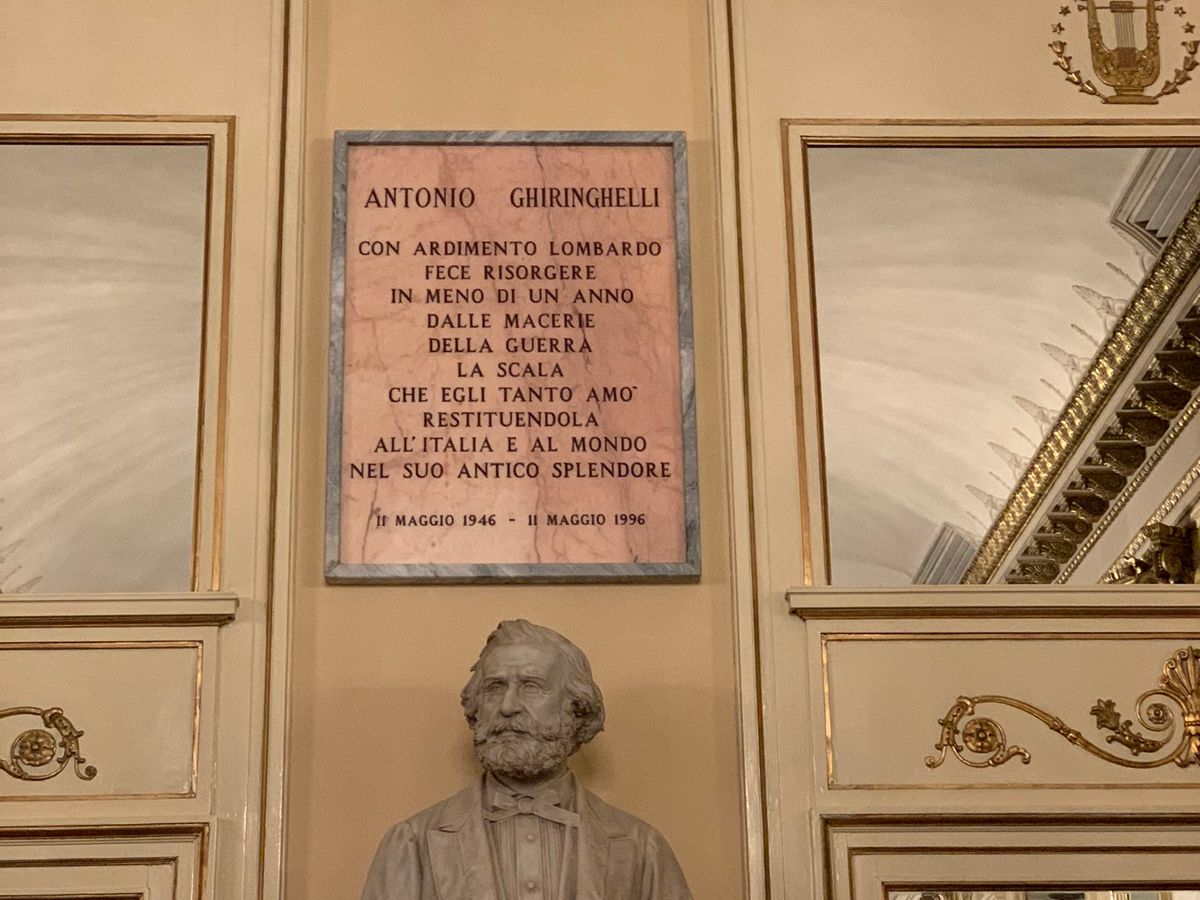 ANTONIO GHIRINGHELLI
CON ARDIMENTO LOMBARDO
FECE RISORGERE
IN MENO DI UN ANNO
DALLE MACERIE
DELLA GUERRA
LA SCALA
CHE EGLI TANTO AMÒ
RESTITUENDOLA
ALL'ITALIA E AL MONDO
NEL SUO ANTICO SPLENDORE
11 MAGGIO 1946 - 11 MAGGIO 1996